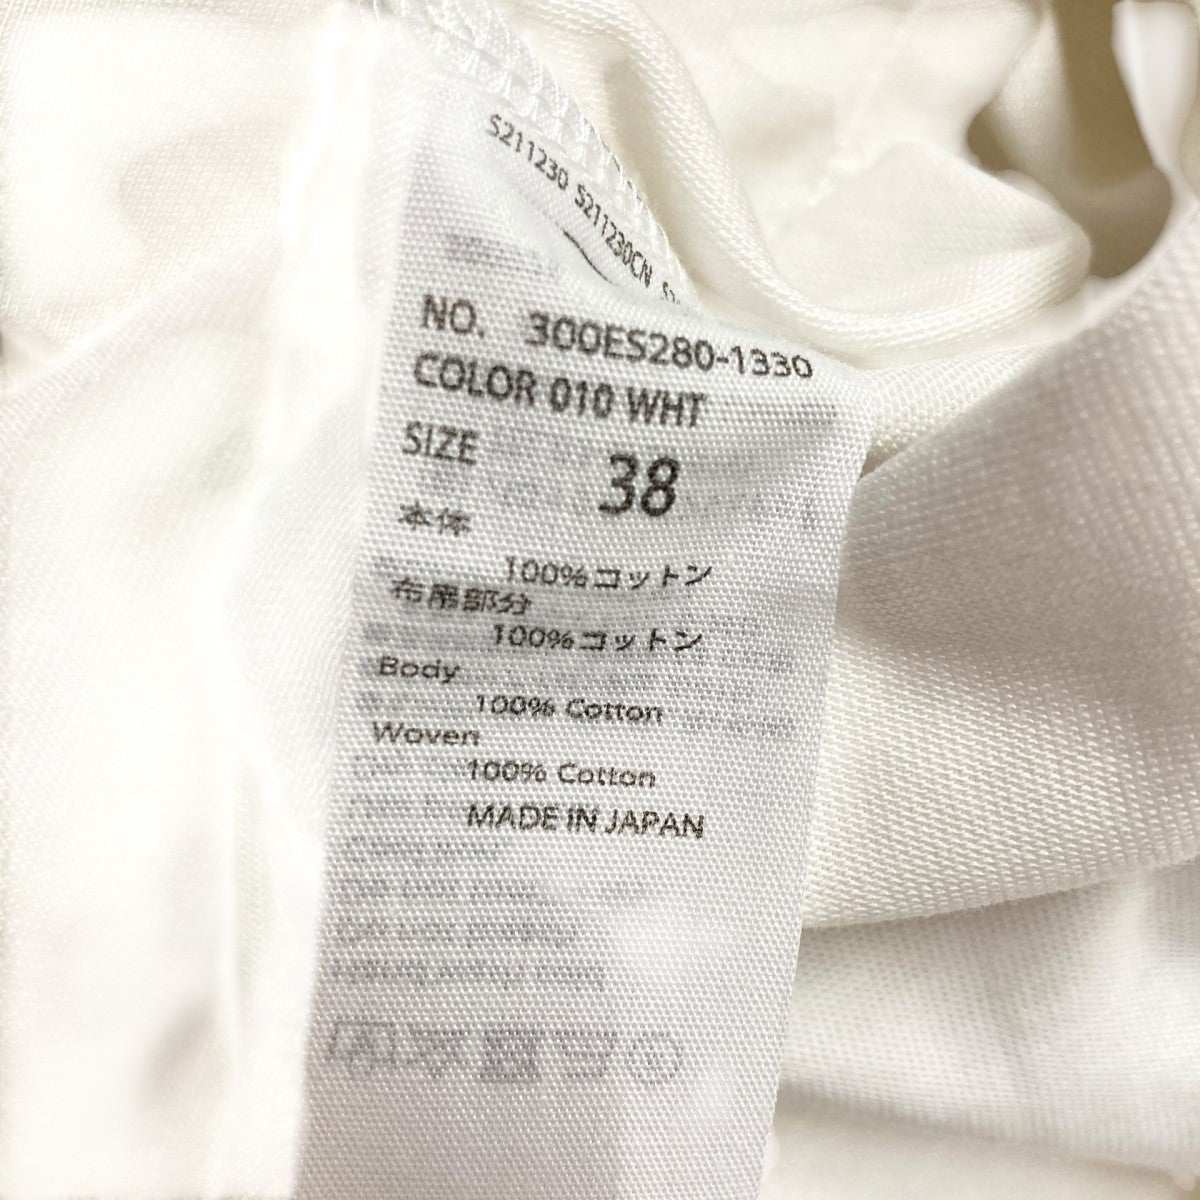 S211230 S211230CN
NO. 300ES280-1330
COLOR 010 WHT
SIZE 38
本体
100%コットン
布帛部分
100%コットン
Body
100% Cotton
Woven
100% Cotton
MADE IN JAPAN